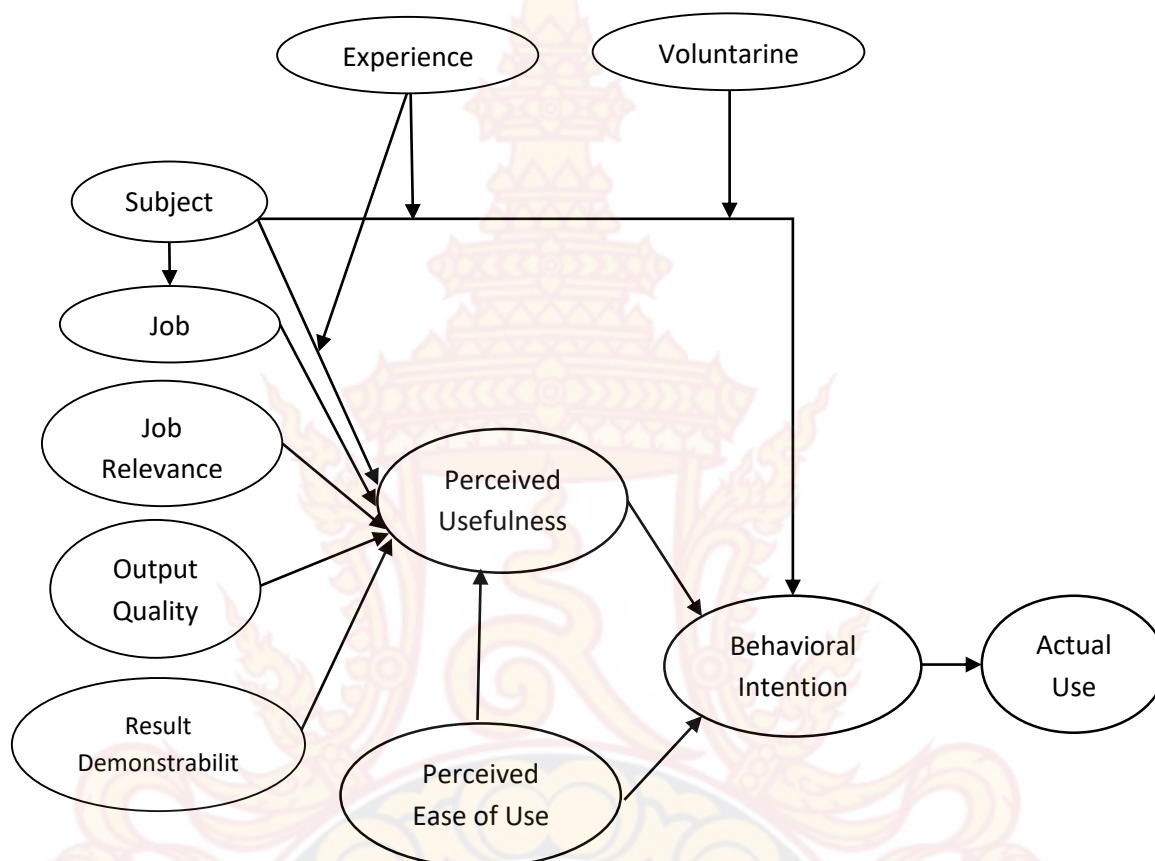 Experience
Voluntarine
Subject
Job
Job
Relevance
Perceived
Usefulness
Output
Quality
Behavioral
Intention
Actual
Use
Result
Demonstrabilit
Perceived
Ease of Use